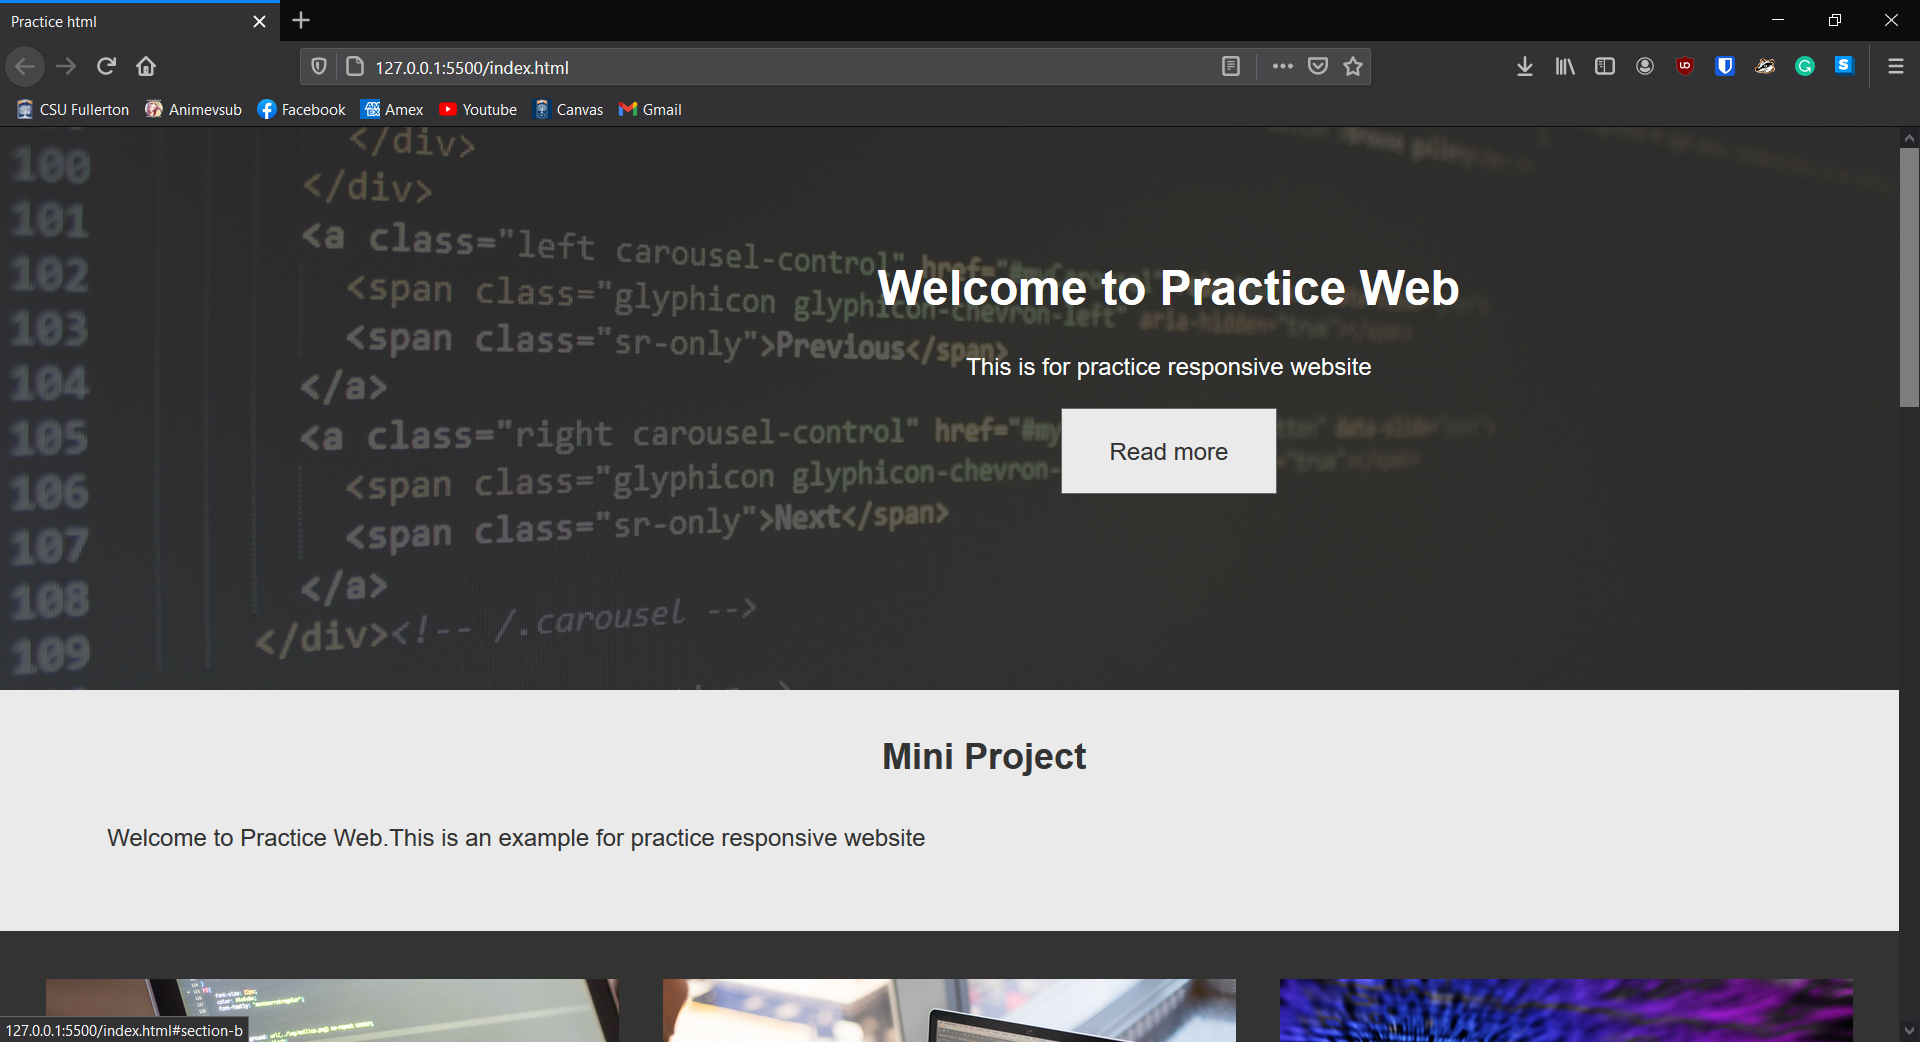 Practice html
127.0.0.1:5500/index.html
CSU Fullerton Animevsub Facebook Amex Youtube Canvas Gmail
</div>
100 </div>
101 <a class="left carousel-control" href="#myCarousel"
102 <span class="glyphicon glyphicon-chevron-left" aria-hidden="true"></span>
103 <span class="sr-only">Previous</span>
104 </a>
105 <a class="right carousel-control" href="#my
106 <span class="glyphicon glyphicon-chevron-
107 <span class="sr-only">Next</span>
108 </a>
109 </div><!-- /.carousel -->
Welcome to Practice Web
This is for practice responsive website
Read more
Mini Project
Welcome to Practice Web.This is an example for practice responsive website
127.0.0.1:5500/index.html#section-b